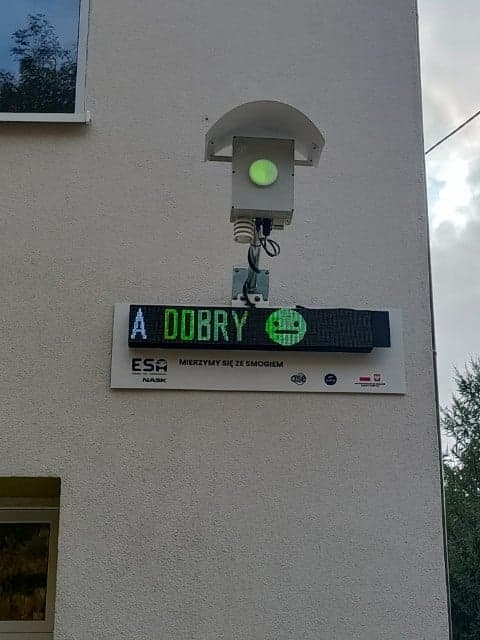 A DOBRY
ESA
MIERZYMY SIĘ ZE SMOGIEM
NASK